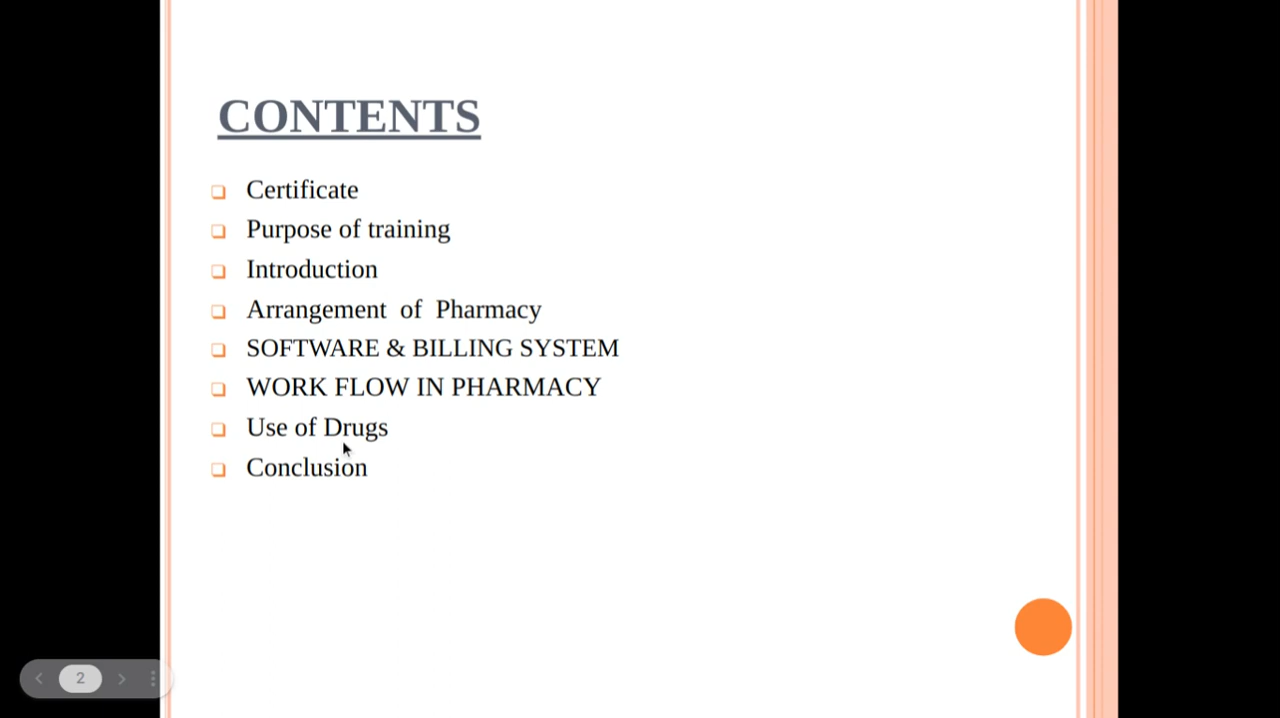 CONTENTS
Certificate
Purpose of training
Introduction
Arrangement of Pharmacy
SOFTWARE & BILLING SYSTEM
WORK FLOW IN PHARMACY
Use of Drugs
Conclusion
2